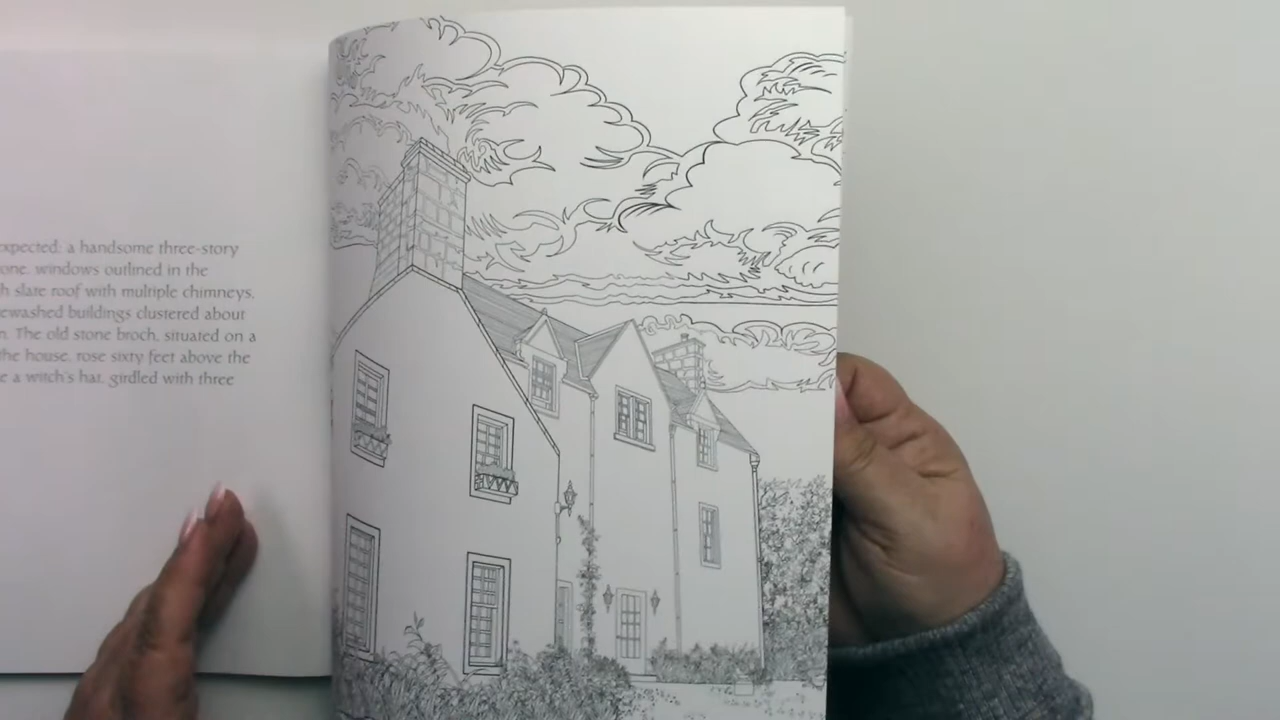 expected: a handsome three-story
one, windows outlined in the
h slate roof with multiple chimneys.
ewashed buildings clustered about
n. The old stone broch, situated on a
the house, rose sixty feet above the
e a witch's hat, girdled with three